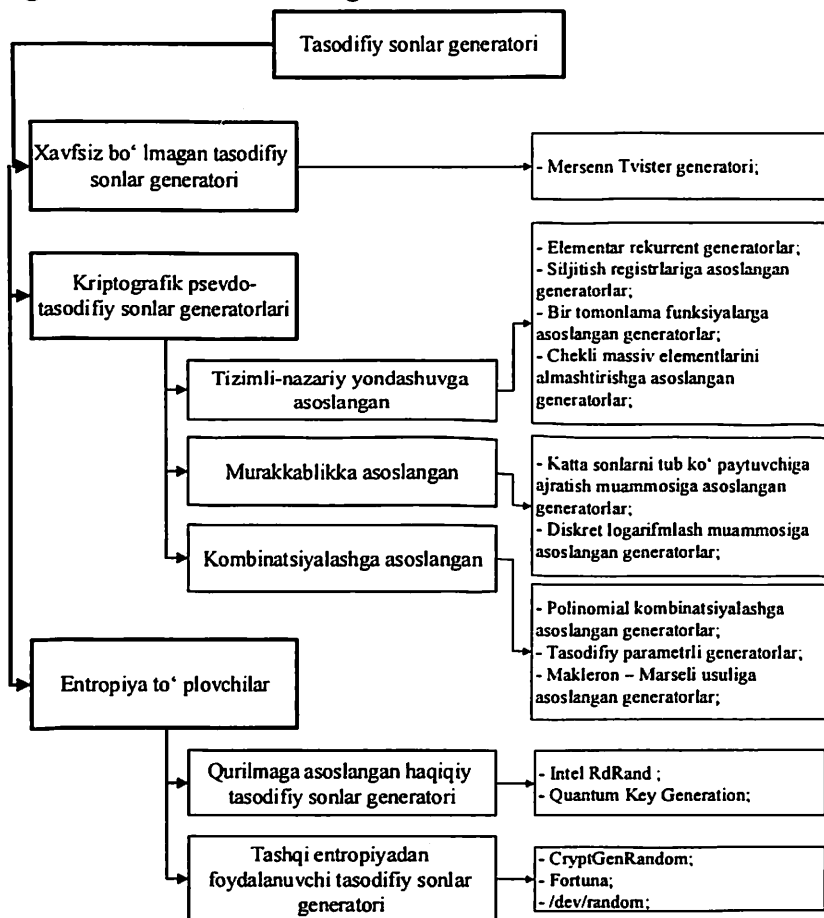 Tasodifiy sonlar generatori
Xavfsiz bo‘ lmagan tasodifiy
sonlar generatori
- Mersenn Tvister generatori;
Kriptografik psevdo-
tasodifiy sonlar generatorlari
Tizimli-nazariy yondashuvga
asoslangan
- Elementar rekurrent generatorlar;
- Siljitish registrlariga asoslangan
generatorlar;
- Bir tomonlama funksiyalarga
asoslangan generatorlar;
- Chekli massiv elementlarini
almashtirishga asoslangan
generatorlar;
Murakkablikka asoslangan
- Katta sonlarni tub ko‘ paytuvchiga
ajratish muammosiga asoslangan
generatorlar;
- Diskret logarifmlash muammosiga
asoslangan generatorlar;
Kombinatsiyalashga asoslangan
- Polinomial kombinatsiyalashga
asoslangan generatorlar;
- Tasodifiy parametrli generatorlar;
- Makleron – Marseli usuliga
asoslangan generatorlar;
Entropiya to‘ plovchilar
Qurilmaga asoslangan haqiqiy
tasodifiy sonlar generatori
- Intel RdRand ;
- Quantum Key Generation;
Tashqi entropiyadan
foydalanuvchi tasodifiy sonlar
generatori
- CryptGenRandom;
- Fortuna;
- /dev/random;